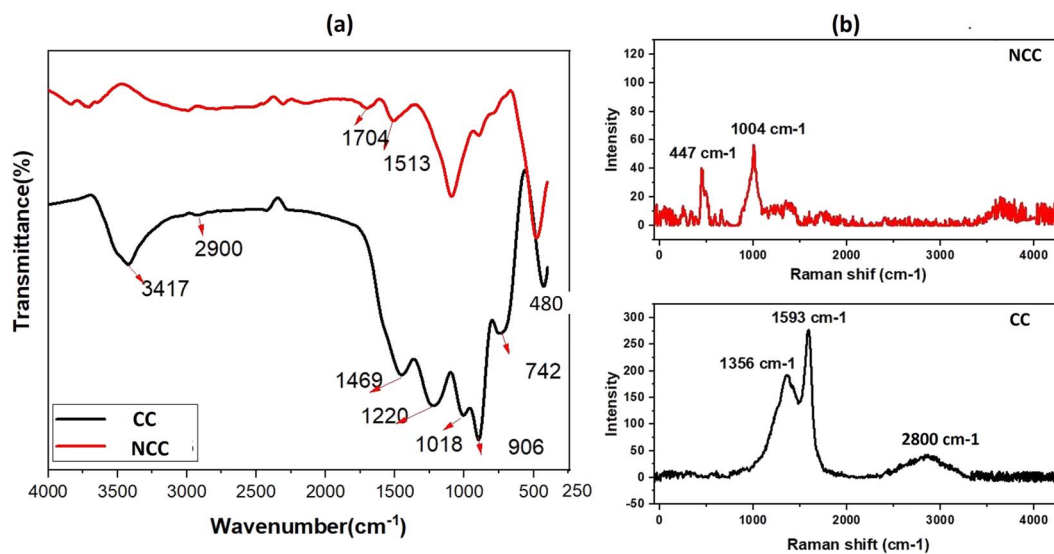 (a)
Transmittance(%)
1704
1513
2900
3417
480
742
1469
1220
1018
906
CC
NCC
4000 3500 3000 2500 2000 1500 1000 500 250
Wavenumber(cm-1)
(b)
NCC
Intensity
120
100
80
60
40
20
0
1004 cm-1
447 cm-1
0 1000 2000 3000 4000
Raman shif (cm-1)
CC
Intensity
300
250
200
150
100
50
0
1593 cm-1
1356 cm-1
2800 cm-1
0 1000 2000 3000 4000
Raman shift (cm-1)